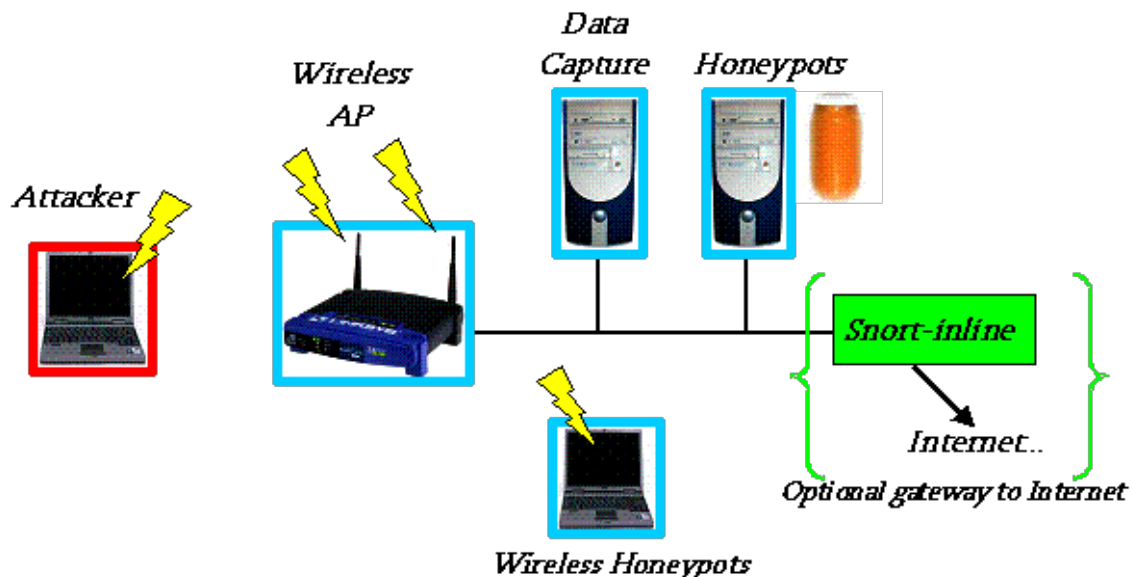 Data
Capture
Honeypots
Wireless
AP
Attacker
Snort-inline
Internet...
Optional gateway to Internet
Wireless Honeypots